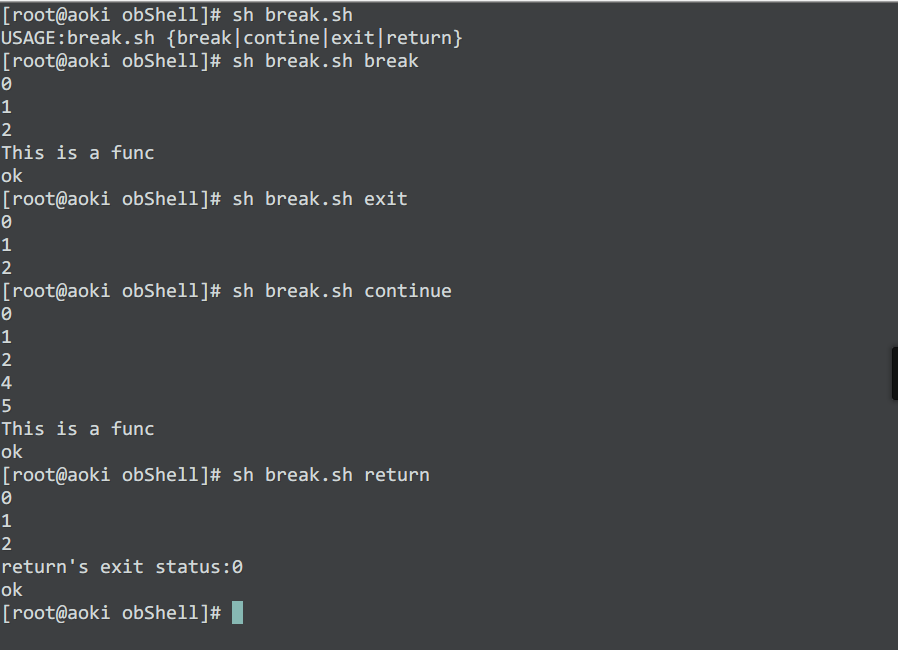 [root@aoki obShell]# sh break.sh
USAGE:break.sh {break|contine|exit|return}
[root@aoki obShell]# sh break.sh break
0
1
2
This is a func
ok
[root@aoki obShell]# sh break.sh exit
0
1
2
[root@aoki obShell]# sh break.sh continue
0
1
2
4
5
This is a func
ok
[root@aoki obShell]# sh break.sh return
0
1
2
return's exit status:0
ok
[root@aoki obShell]#